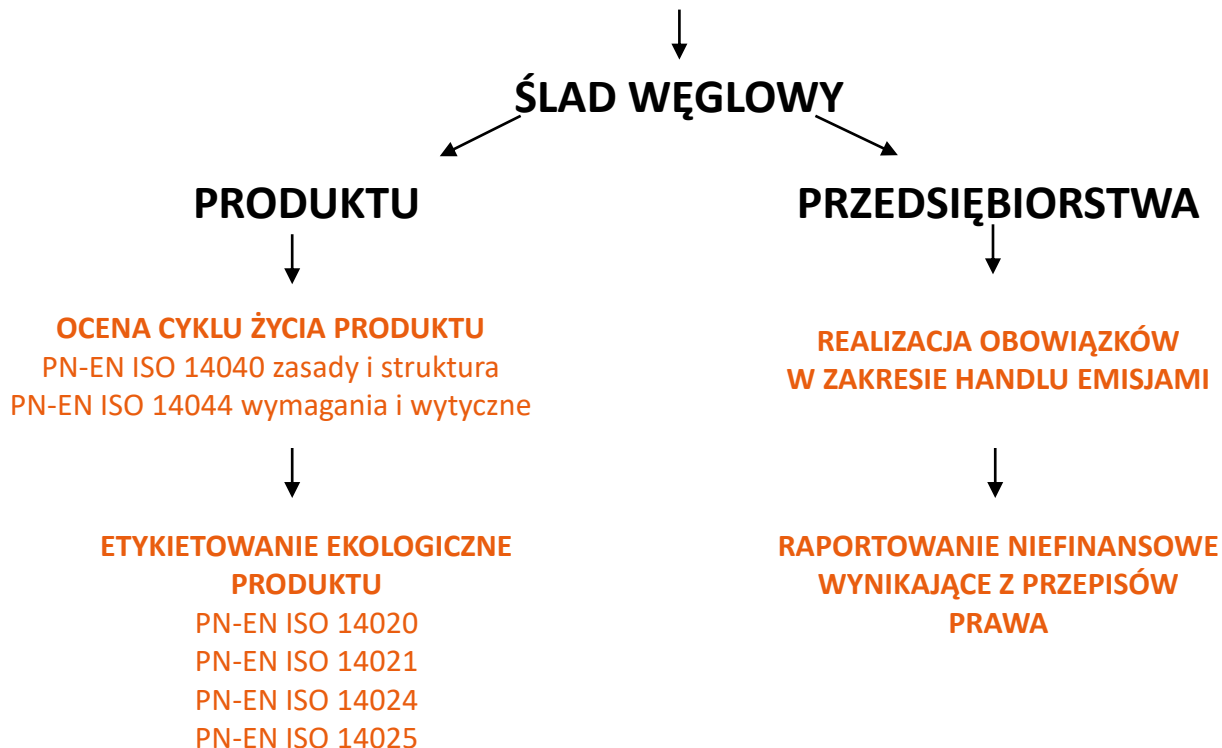 ŚLAD WĘGLOWY
PRODUKTU
OCENA CYKLU ŻYCIA PRODUKTU
PN-EN ISO 14040 zasady i struktura
PN-EN ISO 14044 wymagania i wytyczne
ETYKIETOWANIE EKOLOGICZNE
PRODUKTU
PN-EN ISO 14020
PN-EN ISO 14021
PN-EN ISO 14024
PN-EN ISO 14025
PRZEDSIĘBIORSTWA
REALIZACJA OBOWIĄZKÓW
W ZAKRESIE HANDLU EMISJAMI
RAPORTOWANIE NIEFINANSOWE
WYNIKAJĄCE Z PRZEPISÓW
PRAWA